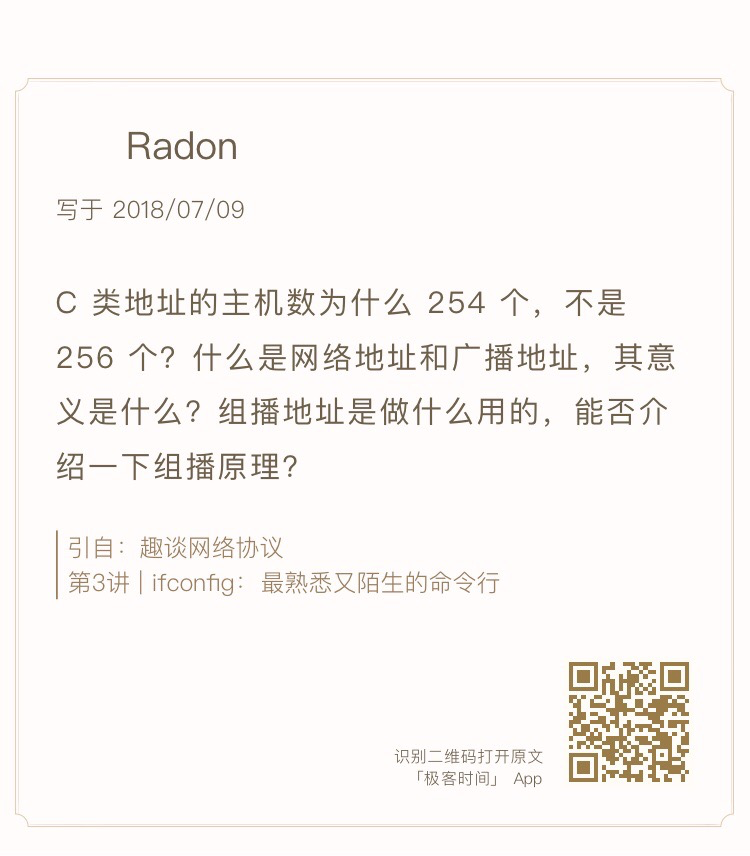 Radon
写于 2018/07/09
C 类地址的主机数为什么 254 个，不是
256 个？什么是网络地址和广播地址，其意
义是什么？组播地址是做什么用的，能否介
绍一下组播原理？
引自：趣谈网络协议
第3讲 | ifconfig：最熟悉又陌生的命令行
识别二维码打开原文
「极客时间」 App